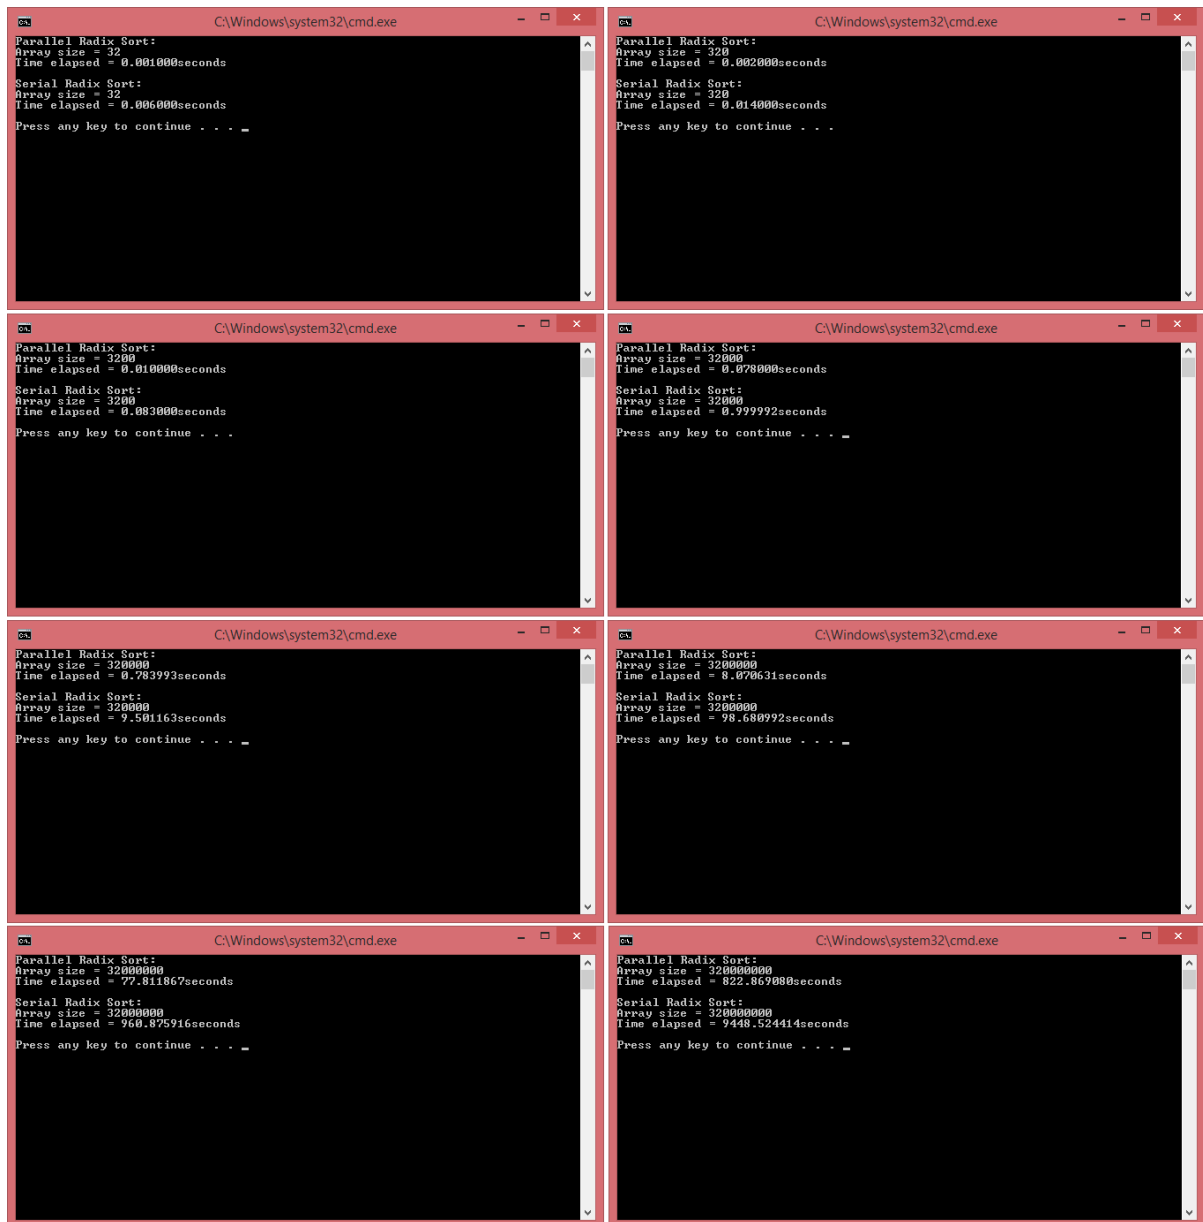 C:\Windows\system32\cmd.exe
Parallel Radix Sort:
Array size = 32
Time elapsed = 0.001000seconds
Serial Radix Sort:
Array size = 32
Time elapsed = 0.006000seconds
Press any key to continue . . . _
C:\Windows\system32\cmd.exe
Parallel Radix Sort:
Array size = 320
Time elapsed = 0.002000seconds
Serial Radix Sort:
Array size = 320
Time elapsed = 0.014000seconds
Press any key to continue . . .
C:\Windows\system32\cmd.exe
Parallel Radix Sort:
Array size = 3200
Time elapsed = 0.010000seconds
Serial Radix Sort:
Array size = 3200
Time elapsed = 0.083000seconds
Press any key to continue . . .
C:\Windows\system32\cmd.exe
Parallel Radix Sort:
Array size = 32000
Time elapsed = 0.078000seconds
Serial Radix Sort:
Array size = 32000
Time elapsed = 0.999992seconds
Press any key to continue . . . _
C:\Windows\system32\cmd.exe
Parallel Radix Sort:
Array size = 320000
Time elapsed = 0.783993seconds
Serial Radix Sort:
Array size = 320000
Time elapsed = 9.501163seconds
Press any key to continue . . . _
C:\Windows\system32\cmd.exe
Parallel Radix Sort:
Array size = 3200000
Time elapsed = 8.070631seconds
Serial Radix Sort:
Array size = 3200000
Time elapsed = 98.680992seconds
Press any key to continue . . . _
C:\Windows\system32\cmd.exe
Parallel Radix Sort:
Array size = 32000000
Time elapsed = 77.811867seconds
Serial Radix Sort:
Array size = 32000000
Time elapsed = 960.875916seconds
Press any key to continue . . . _
C:\Windows\system32\cmd.exe
Parallel Radix Sort:
Array size = 320000000
Time elapsed = 822.869080seconds
Serial Radix Sort:
Array size = 320000000
Time elapsed = 9448.524414seconds
Press any key to continue . . . _